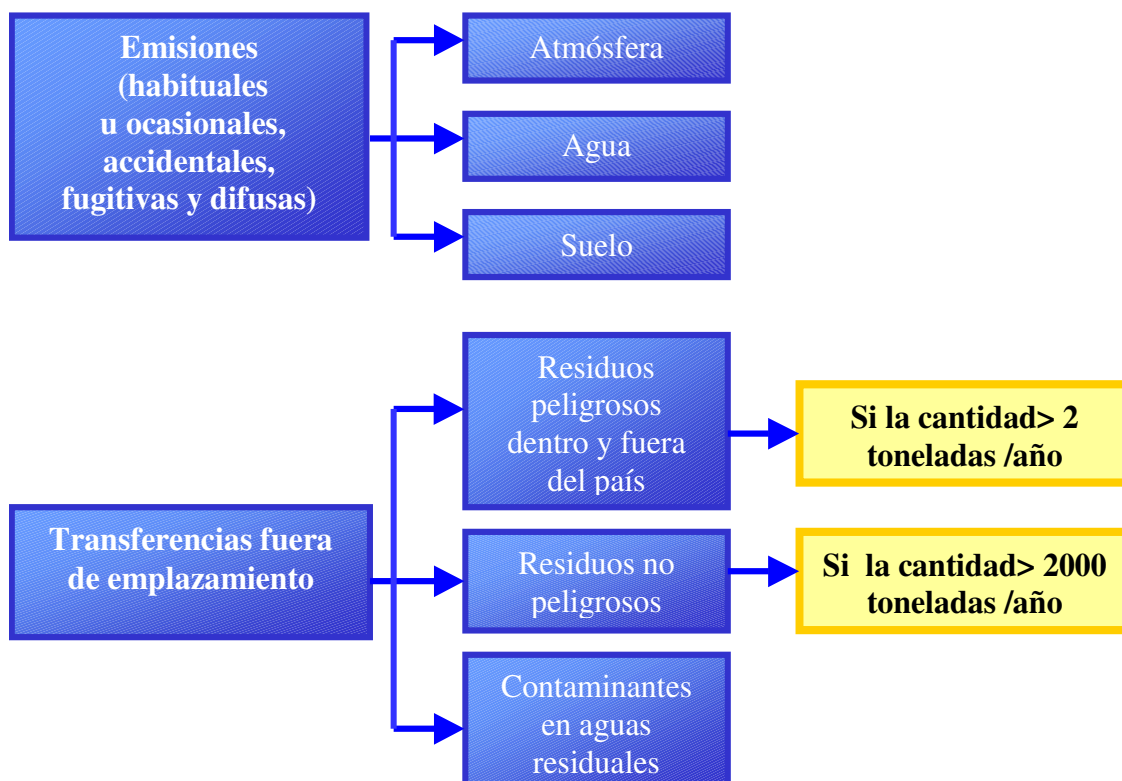 Emisiones
(habituales
u ocasionales,
accidentales,
fugitivas y difusas)
Atmósfera
Agua
Suelo
Transferencias fuera
de emplazamiento
Residuos
peligrosos
dentro y fuera
del país
Si la cantidad> 2
toneladas /año
Residuos no
peligrosos
Si la cantidad> 2000
toneladas /año
Contaminantes
en aguas
residuales